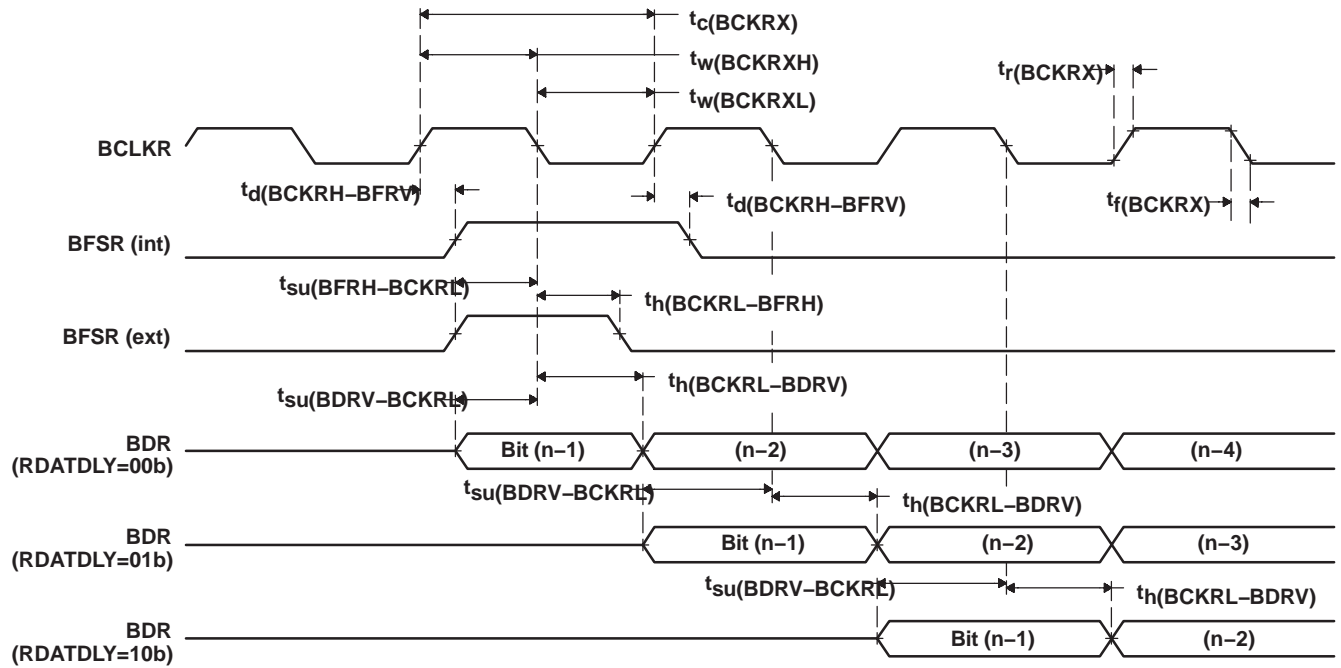 tc(BCKRX)
tw(BCKRXH)
tr(BCKRX)
tw(BCKRXL)
BCLKR
td(BCKRH–BFRV)
td(BCKRH–BFRV)
tf(BCKRX)
BFSR (int)
tsu(BFRH–BCKRL)
th(BCKRL–BFRH)
BFSR (ext)
th(BCKRL–BDRV)
tsu(BDRV–BCKRL)
BDR
(RDATDLY=00b)
Bit (n–1) (n–2) (n–3) (n–4)
tsu(BDRV–BCKRL)
th(BCKRL–BDRV)
BDR
(RDATDLY=01b)
Bit (n–1) (n–2) (n–3)
tsu(BDRV–BCKRL)
th(BCKRL–BDRV)
BDR
(RDATDLY=10b)
Bit (n–1) (n–2)